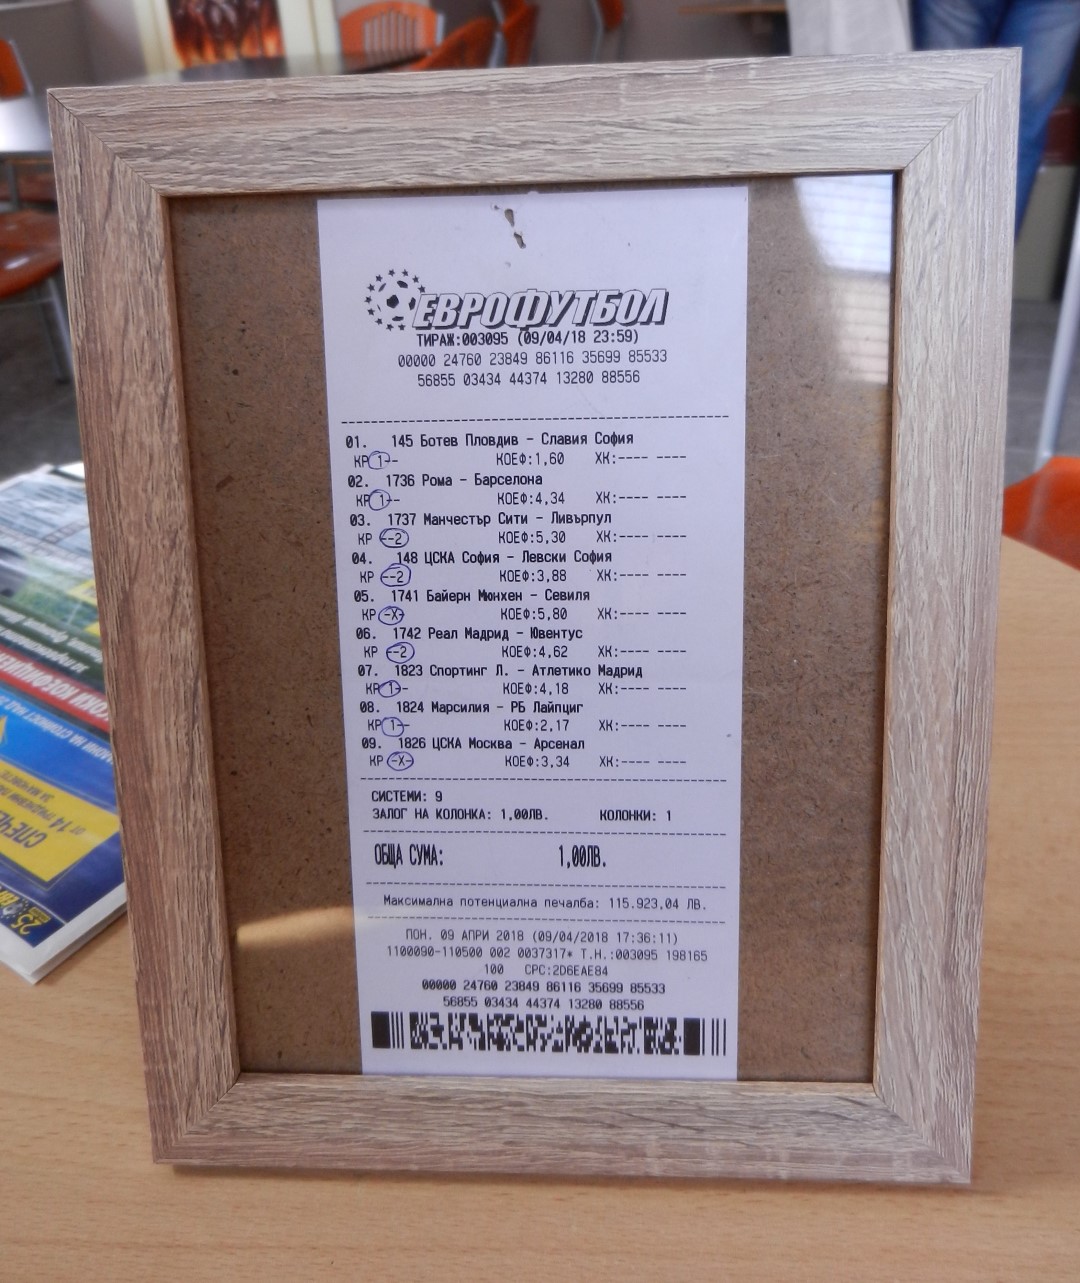 ЕВРОФУТБОЛ
ТИРАЖ:003095 (09/04/18 23:59)
00000 24760 23849 86116 35699 85533
56855 03434 44374 13280 88556
01. 145 Ботев Пловдив - Славия София
КР 1-- КОЕФ:1,60 ХК:---- ----
02. 1736 Рома - Барселона
КР 1-- КОЕФ:4,34 ХК:---- ----
03. 1737 Манчестър Сити - Ливърпул
КР --2 КОЕФ:5,30 ХК:---- ----
04. 148 ЦСКА София - Левски София
КР --2 КОЕФ:3,88 ХК:---- ----
05. 1741 Байерн Мюнхен - Севиля
КР -Х- КОЕФ:5,80 ХК:---- ----
06. 1742 Реал Мадрид - Ювентус
КР --2 КОЕФ:4,62 ХК:---- ----
07. 1823 Спортинг Л. - Атлетико Мадрид
КР 1-- КОЕФ:4,18 ХК:---- ----
08. 1824 Марсилия - РБ Лайпциг
КР 1-- КОЕФ:2,17 ХК:---- ----
09. 1826 ЦСКА Москва - Арсенал
КР -Х- КОЕФ:3,34 ХК:---- ----
СИСТЕМИ: 9
ЗАЛОГ НА КОЛОНКА: 1,00ЛВ. КОЛОНКИ: 1
ОБЩА СУМА: 1,00ЛВ.
Максимална потенциална печалба: 115.923,04 ЛВ.
ПОН. 09 АПРИ 2018 (09/04/2018 17:36:11)
1100090-110500 002 0037317* Т.Н.:003095 198165
100 СРС:2D6EAE84
00000 24760 23849 86116 35699 85533
56855 03434 44374 13280 88556